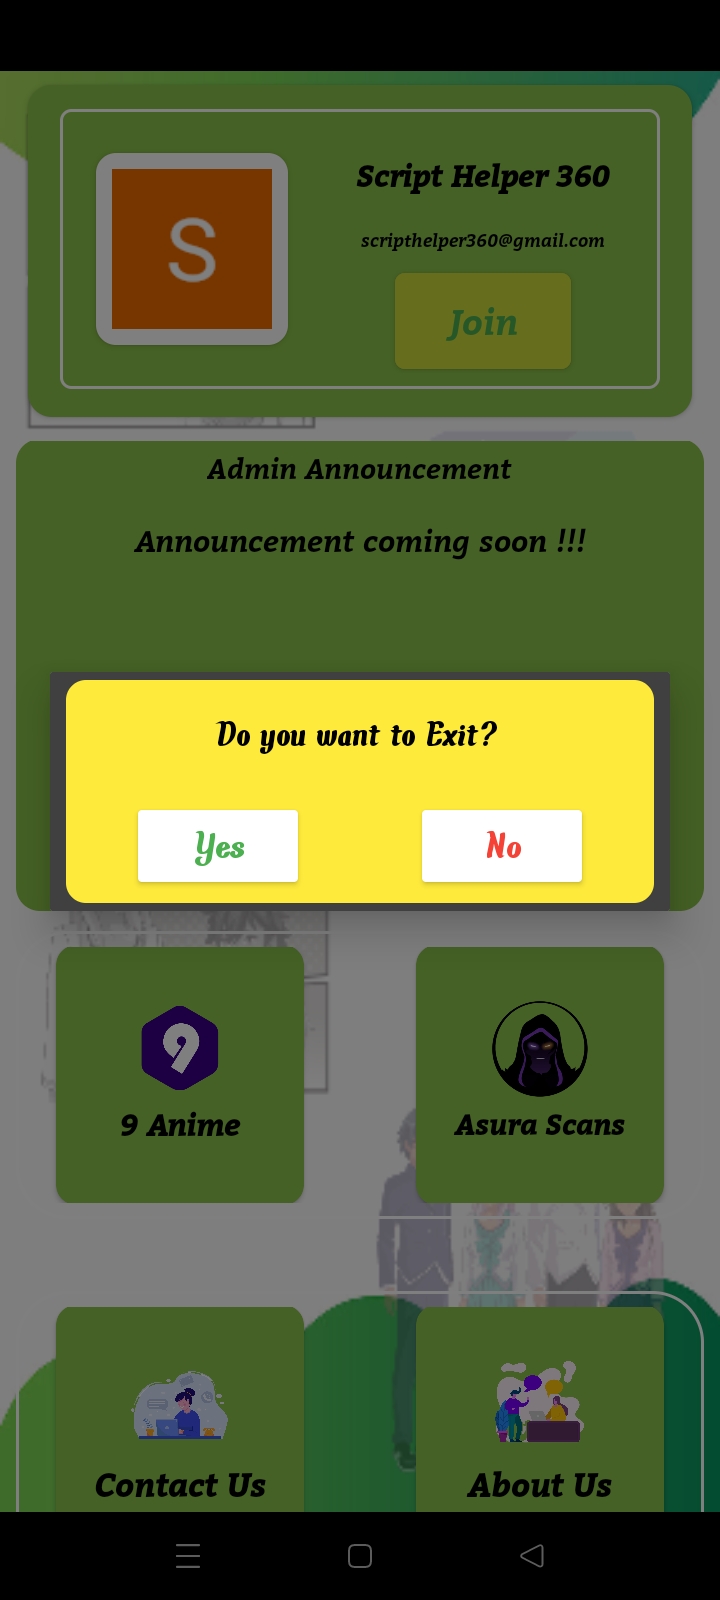 S
Script Helper 360
scripthelper360@gmail.com
Join
Admin Announcement
Announcement coming soon !!!
Do you want to Exit?
Yes
No
9
9 Anime
Asura Scans
Contact Us
About Us